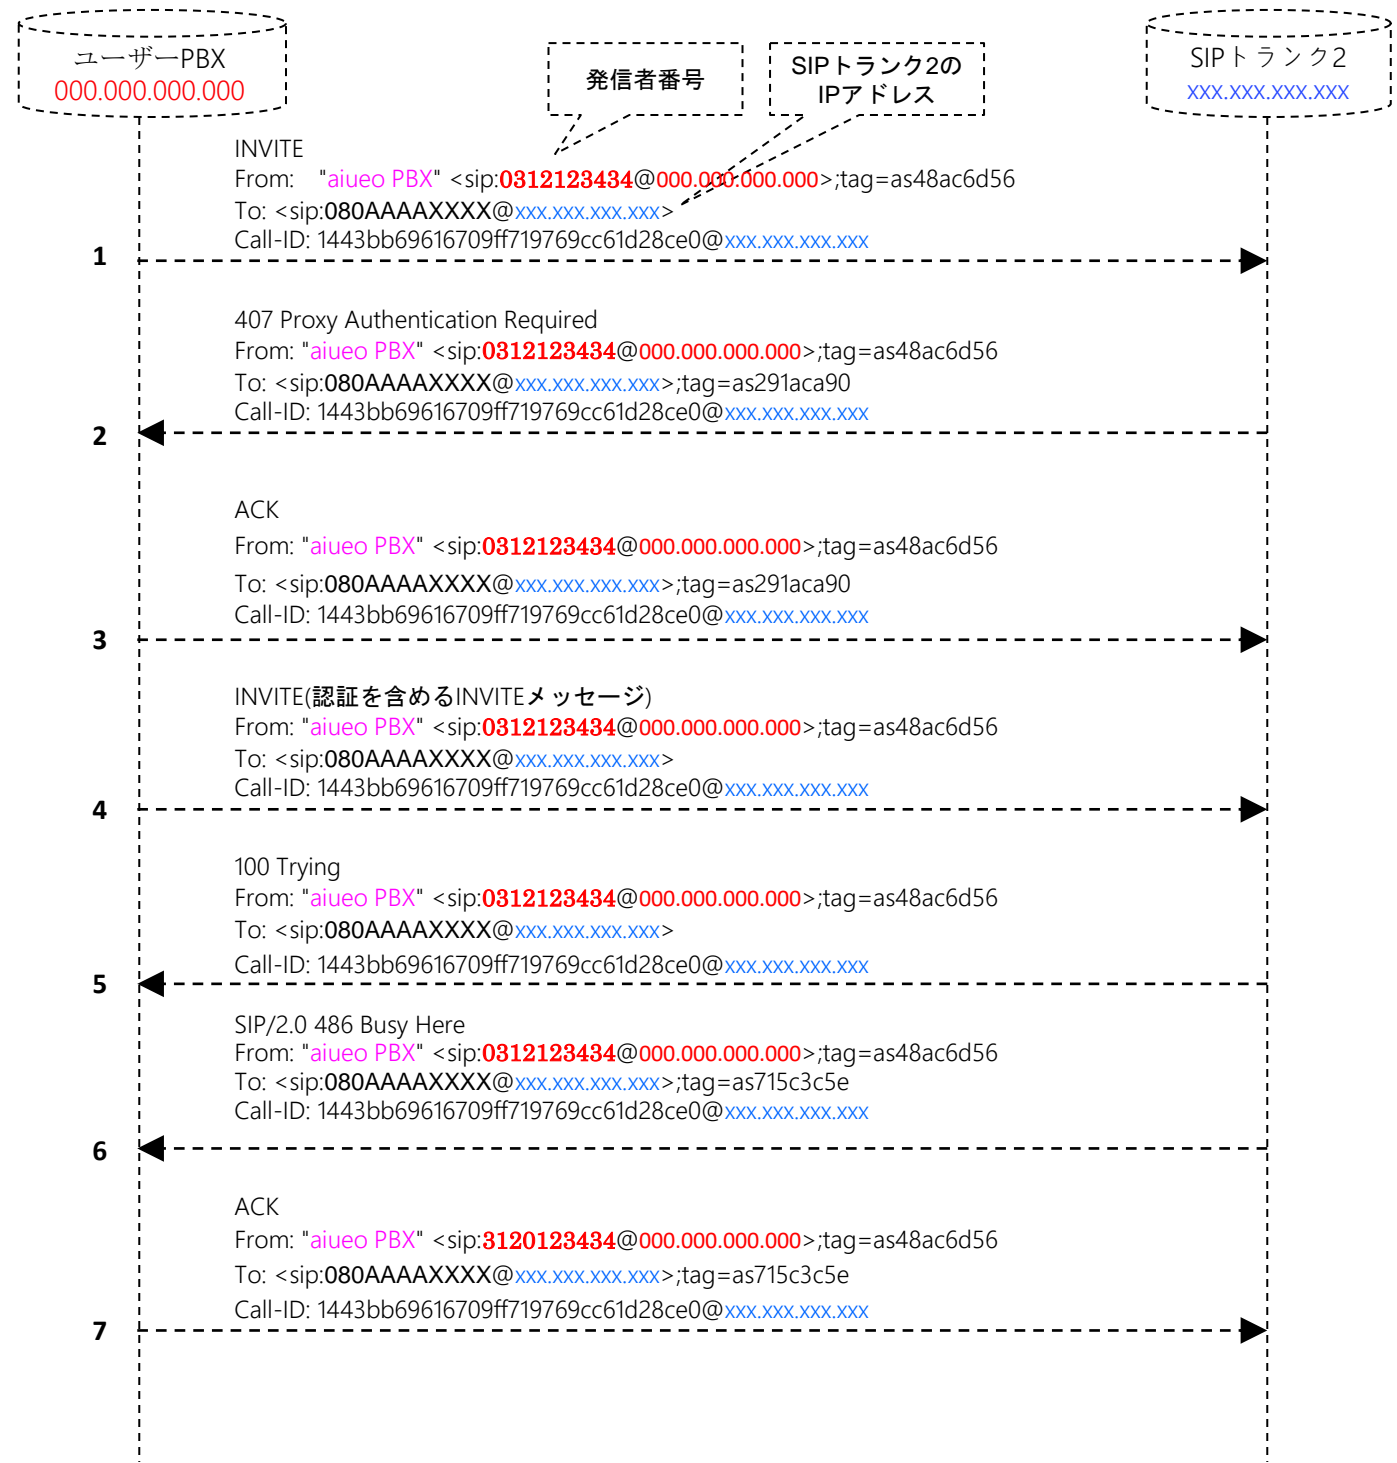 ユーザーPBX
000.000.000.000
発信者番号
SIPトランク2の
IPアドレス
SIPトランク2
xxx.xxx.xxx.xxx
INVITE
From: "aiueo PBX" <sip:0312123434@000.000.000.000>;tag=as48ac6d56
To: <sip:080AAAAXXXX@xxx.xxx.xxx.xxx>
Call-ID: 1443bb69616709ff719769cc61d28ce0@xxx.xxx.xxx.xxx
1
407 Proxy Authentication Required
From: "aiueo PBX" <sip:0312123434@000.000.000.000>;tag=as48ac6d56
To: <sip:080AAAAXXXX@xxx.xxx.xxx.xxx>;tag=as291aca90
Call-ID: 1443bb69616709ff719769cc61d28ce0@xxx.xxx.xxx.xxx
2
ACK
From: "aiueo PBX" <sip:0312123434@000.000.000.000>;tag=as48ac6d56
To: <sip:080AAAAXXXX@xxx.xxx.xxx.xxx>;tag=as291aca90
Call-ID: 1443bb69616709ff719769cc61d28ce0@xxx.xxx.xxx.xxx
3
INVITE(認証を含めるINVITEメッセージ)
From: "aiueo PBX" <sip:0312123434@000.000.000.000>;tag=as48ac6d56
To: <sip:080AAAAXXXX@xxx.xxx.xxx.xxx>
Call-ID: 1443bb69616709ff719769cc61d28ce0@xxx.xxx.xxx.xxx
4
100 Trying
From: "aiueo PBX" <sip:0312123434@000.000.000.000>;tag=as48ac6d56
To: <sip:080AAAAXXXX@xxx.xxx.xxx.xxx>
Call-ID: 1443bb69616709ff719769cc61d28ce0@xxx.xxx.xxx.xxx
5
SIP/2.0 486 Busy Here
From: "aiueo PBX" <sip:0312123434@000.000.000.000>;tag=as48ac6d56
To: <sip:080AAAAXXXX@xxx.xxx.xxx.xxx>;tag=as715c3c5e
Call-ID: 1443bb69616709ff719769cc61d28ce0@xxx.xxx.xxx.xxx
6
ACK
From: "aiueo PBX" <sip:3120123434@000.000.000.000>;tag=as48ac6d56
To: <sip:080AAAAXXXX@xxx.xxx.xxx.xxx>;tag=as715c3c5e
Call-ID: 1443bb69616709ff719769cc61d28ce0@xxx.xxx.xxx.xxx
7